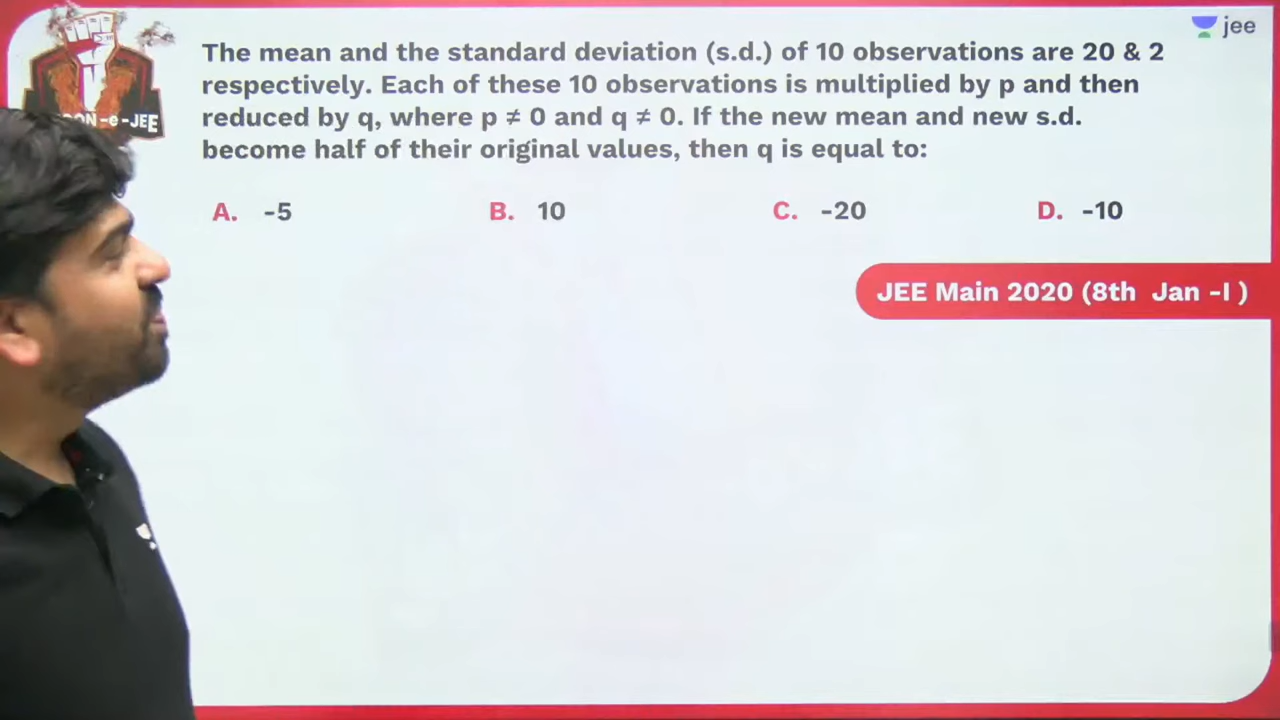 jee
The mean and the standard deviation (s.d.) of 10 observations are 20 & 2
respectively. Each of these 10 observations is multiplied by p and then
reduced by q, where p ≠ 0 and q ≠ 0. If the new mean and new s.d.
become half of their original values, then q is equal to:
-e-JEE
A. -5 B. 10 C. -20 D. -10
JEE Main 2020 (8th Jan -I )